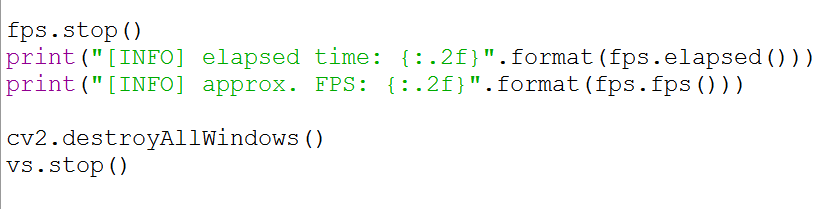 fps.stop()
print("[INFO] elapsed time: {:.2f}".format(fps.elapsed()))
print("[INFO] approx. FPS: {:.2f}".format(fps.fps()))
cv2.destroyAllWindows()
vs.stop()